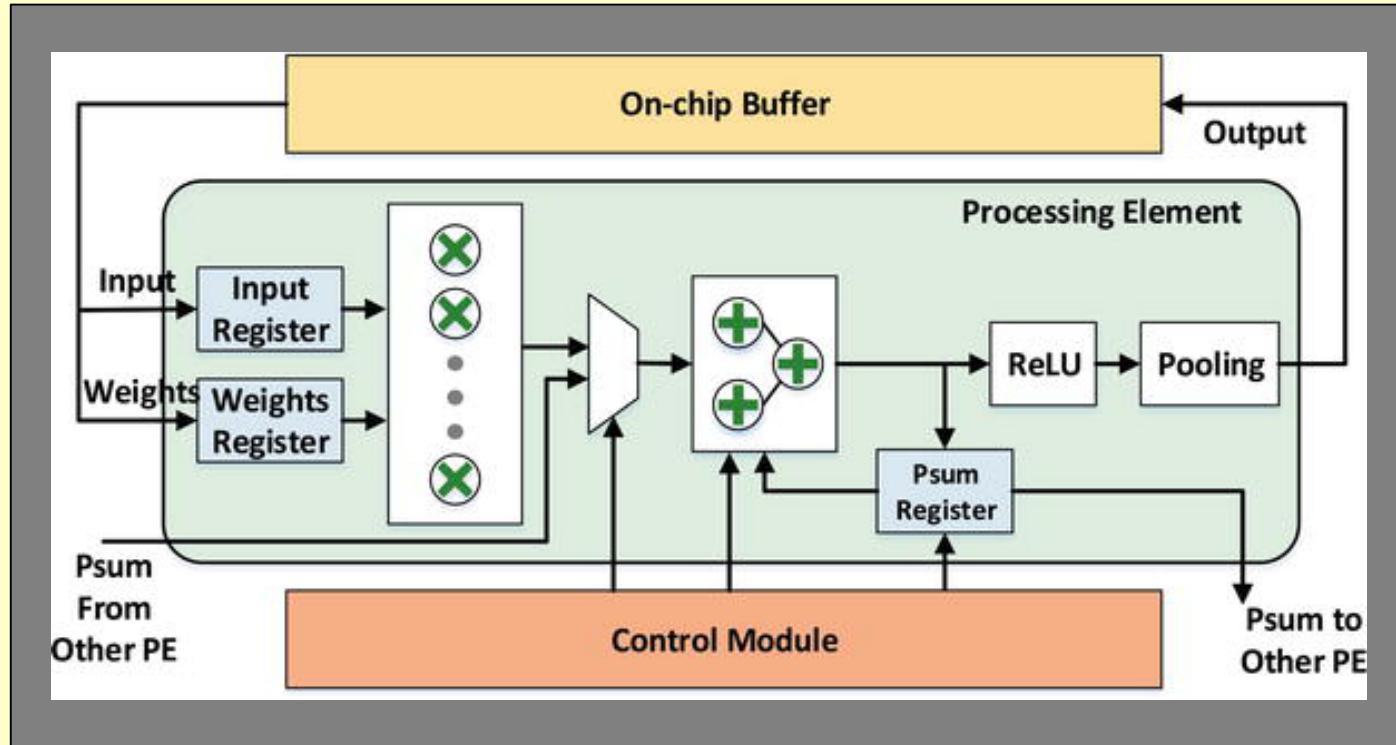 On-chip Buffer
Output
Processing Element
Input
Input
Register
Weights
Weights
Register
ReLU
Pooling
Psum
Register
Psum
From
Other PE
Control Module
Psum to
Other PE